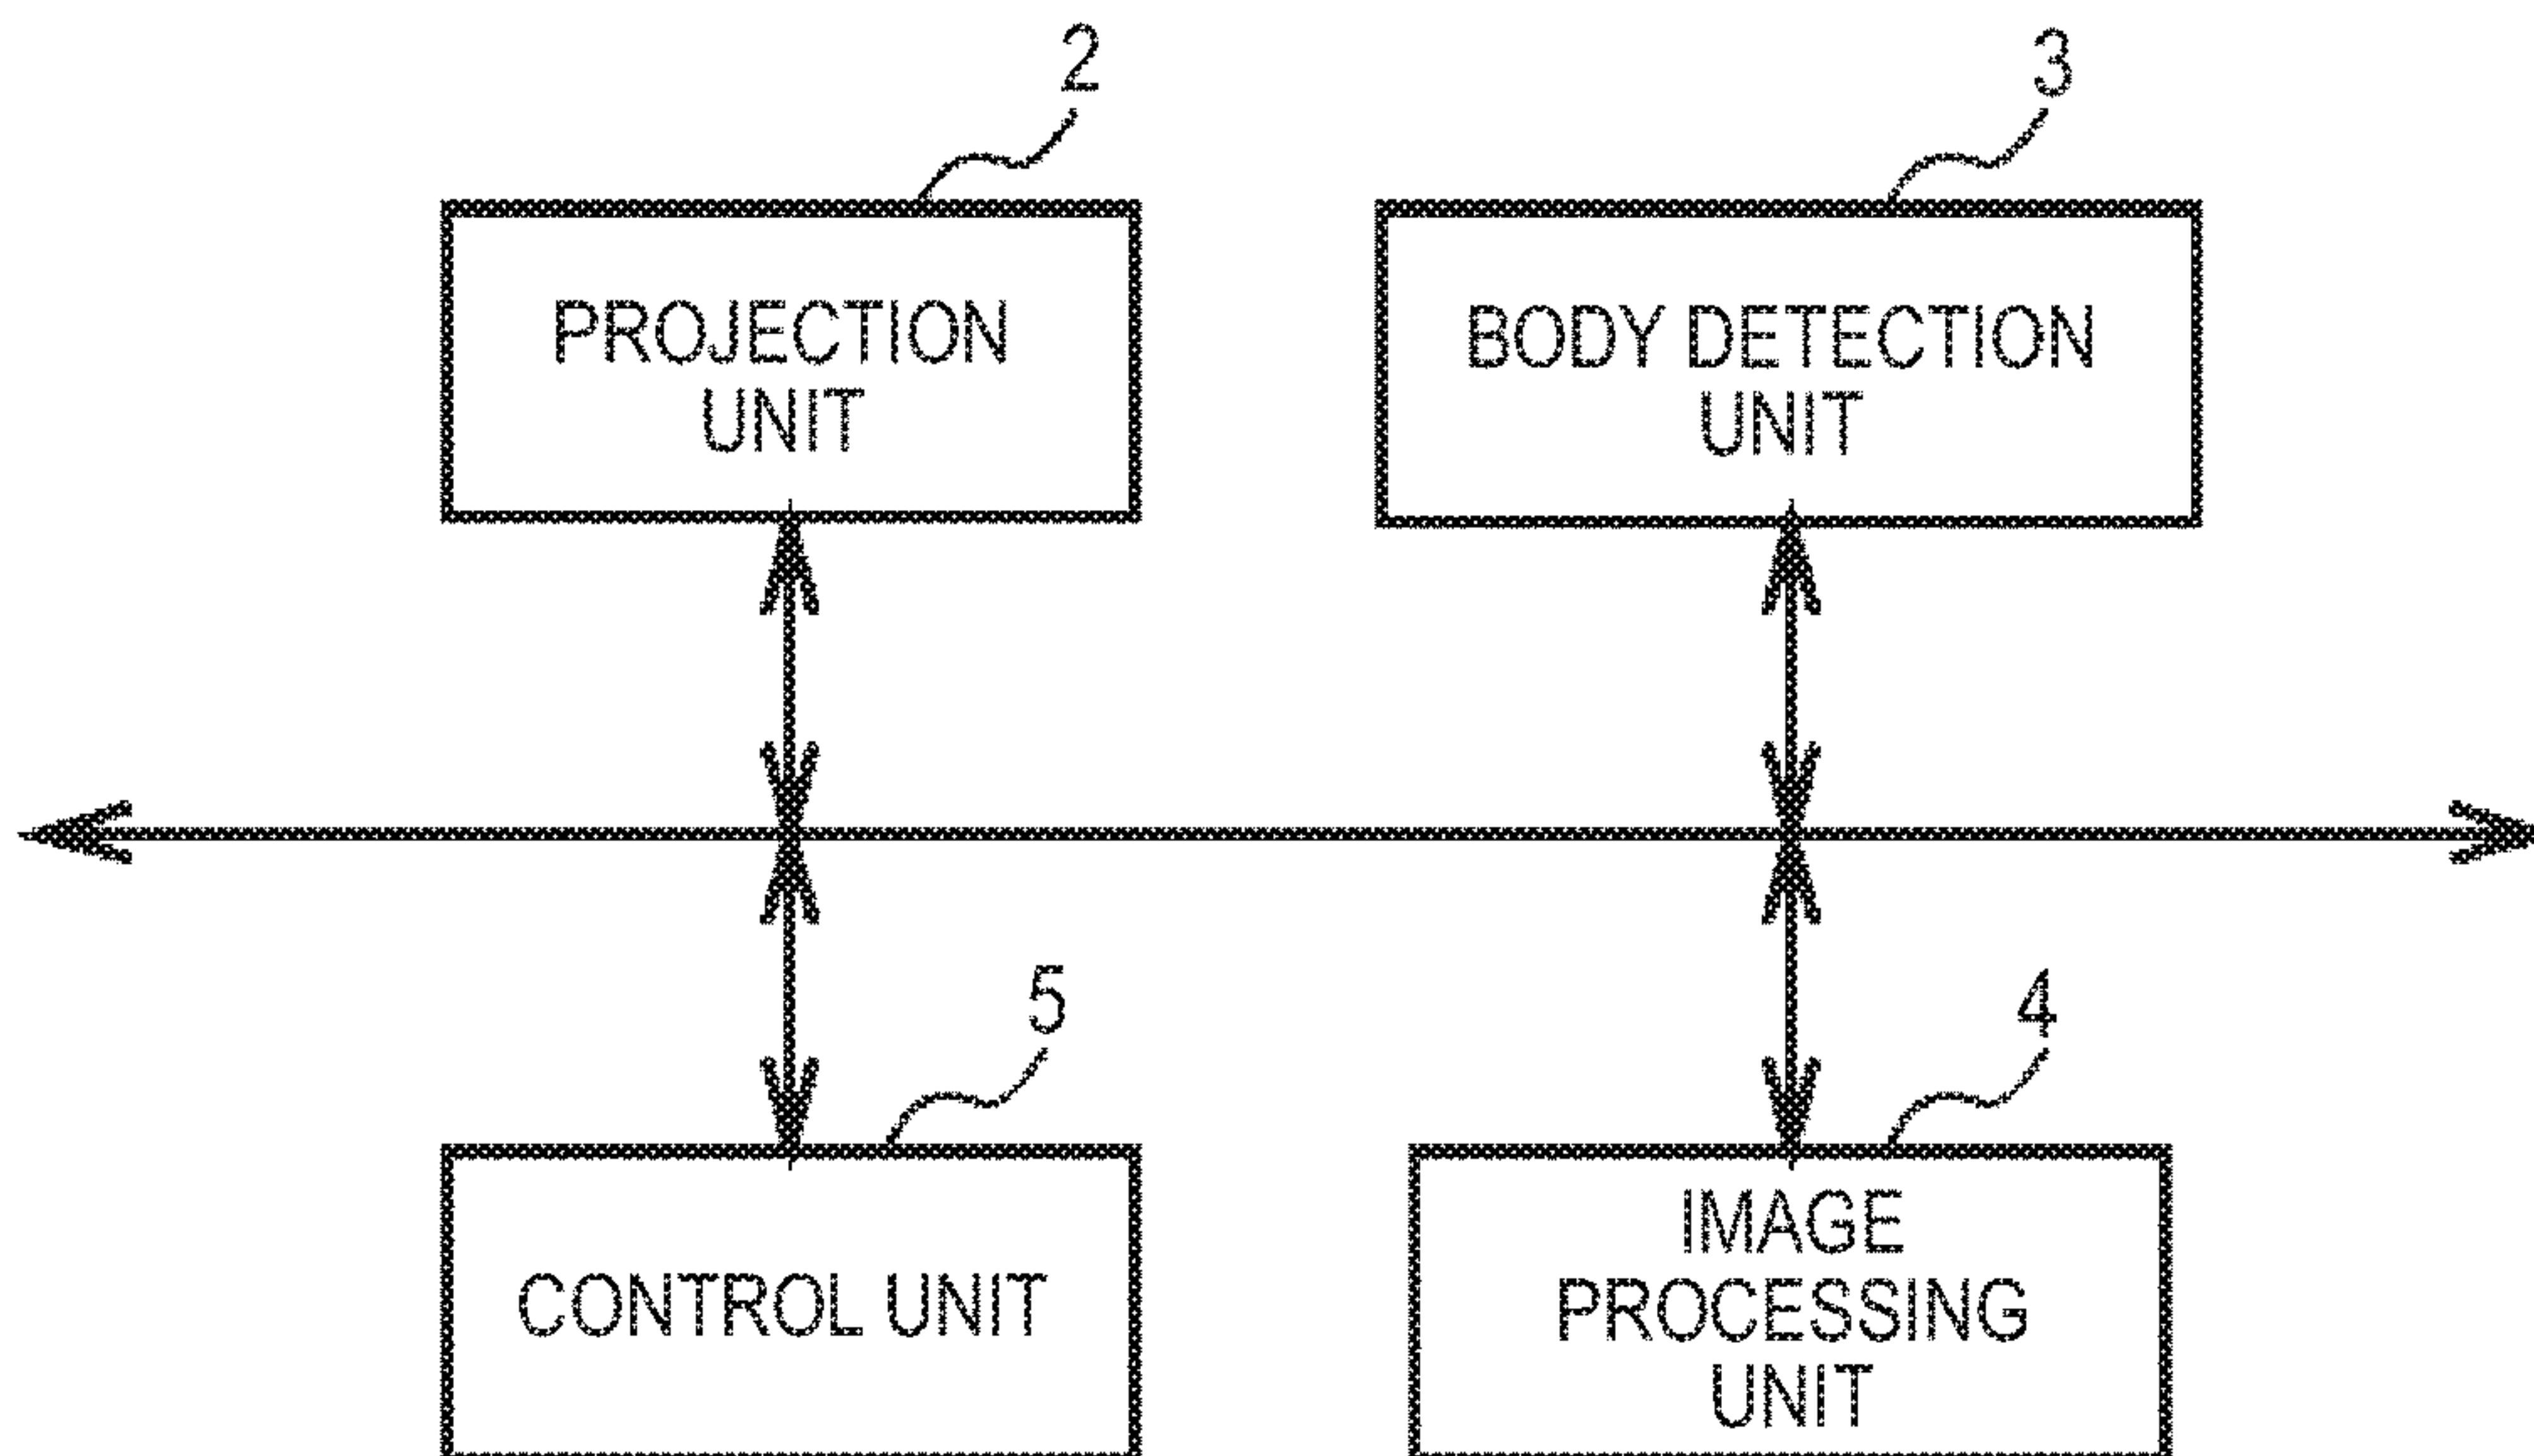 2
3
PROJECTION
UNIT
BODY DETECTION
UNIT
5
4
CONTROL UNIT
IMAGE
PROCESSING
UNIT